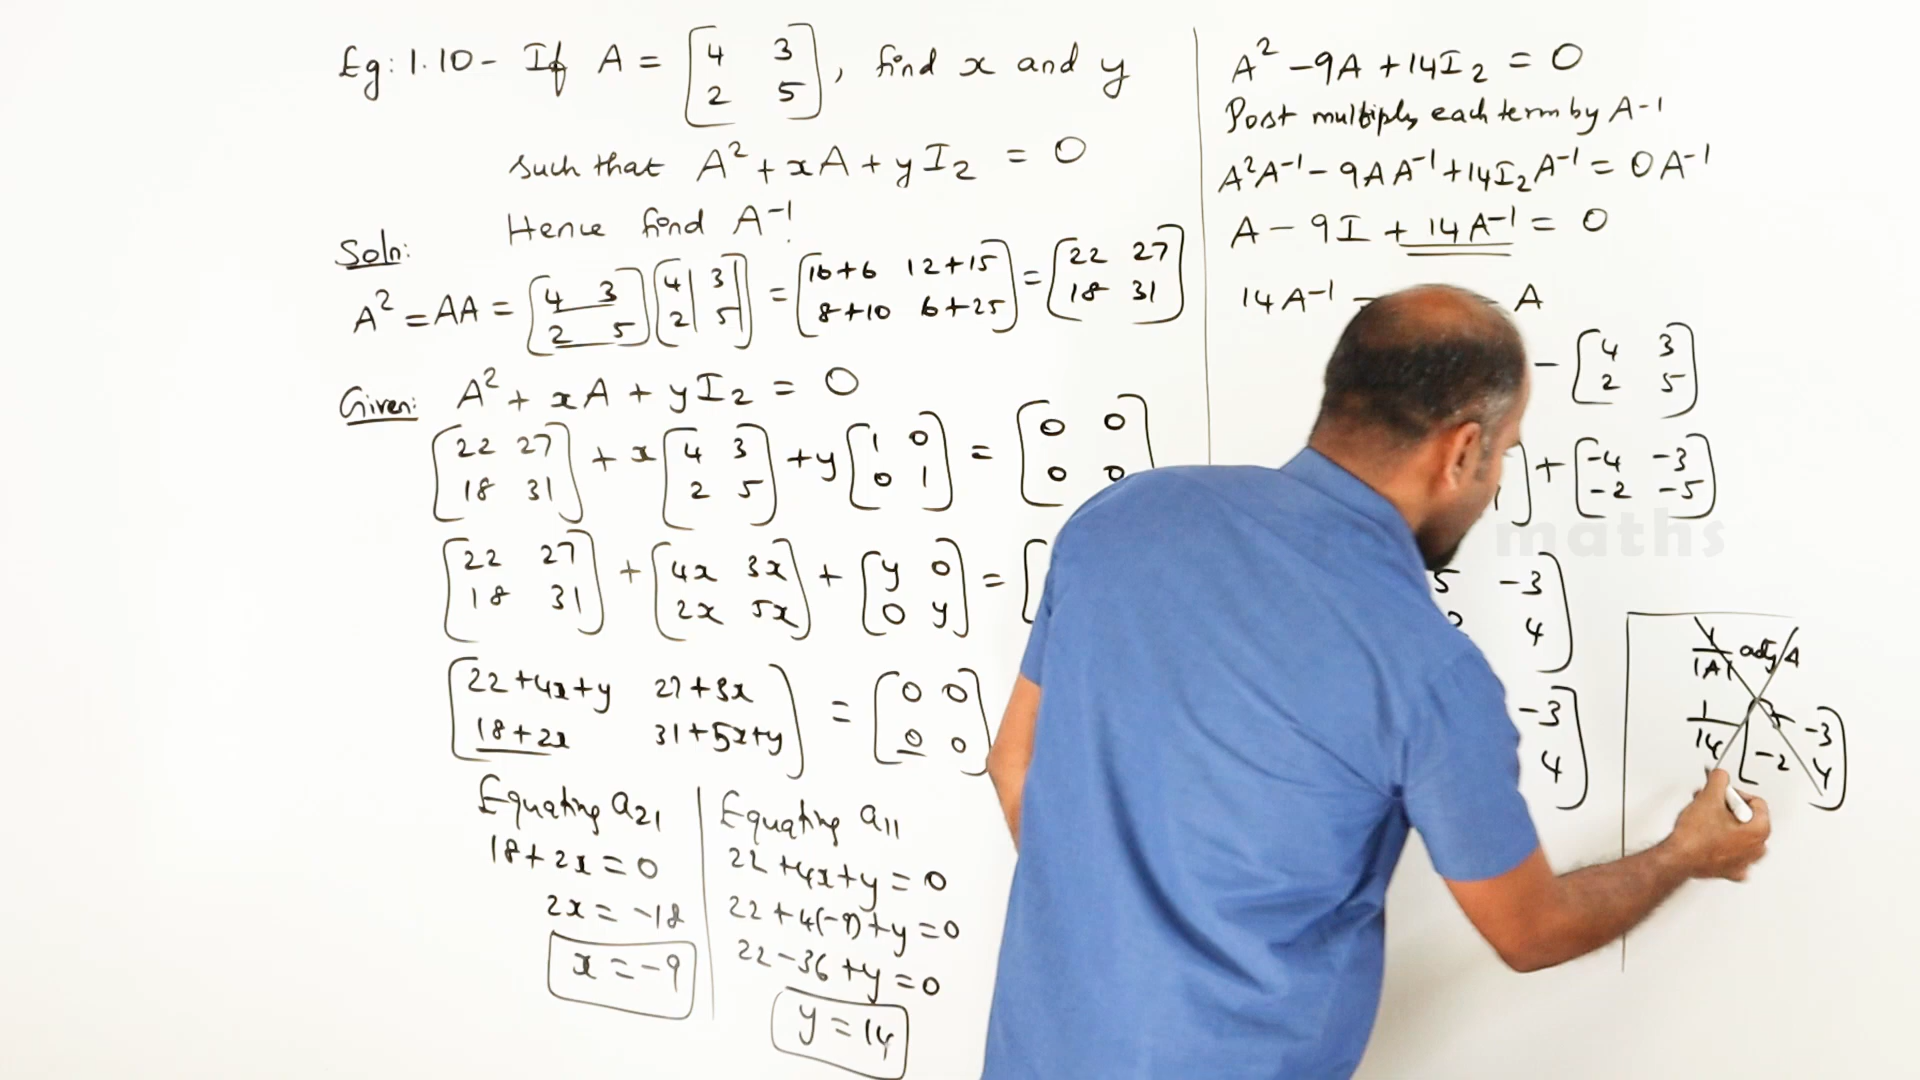 Eg: 1.10 - If A = [4 3 2 5], find x and y
such that A² + xA + yI₂ = 0
Hence find A⁻¹.
Soln:
A² = AA = [4 3 2 5] [4 3 2 5] = [16+6 12+15 8+10 6+25] = [22 27 18 31]
Given: A² + xA + yI₂ = 0
[22 27 18 31] + x [4 3 2 5] + y [1 0 0 1] = [0 0 0 0]
[22 27 18 31] + [4x 3x 2x 5x] + [y 0 0 y] = [
[22+4x+y 27+3x 18+2x 31+5x+y] = [0 0 0 0]
Equating a₂₁
18+2x = 0
2x = -18
x = -9
Equating a₁₁
22+4x+y = 0
22+4(-9)+y = 0
22-36+y = 0
y = 14
A² - 9A + 14I₂ = 0
Post multiply each term by A-1
A²A⁻¹ - 9AA⁻¹ + 14I₂A⁻¹ = 0A⁻¹
A - 9I + 14A⁻¹ = 0
14A⁻¹ A
- [4 3 2 5]
] + [-4 -3 -2 -5]
maths
5 -3
4]
-3
4]
1/|A| adj A
1/14 [5 -3 -2 4]